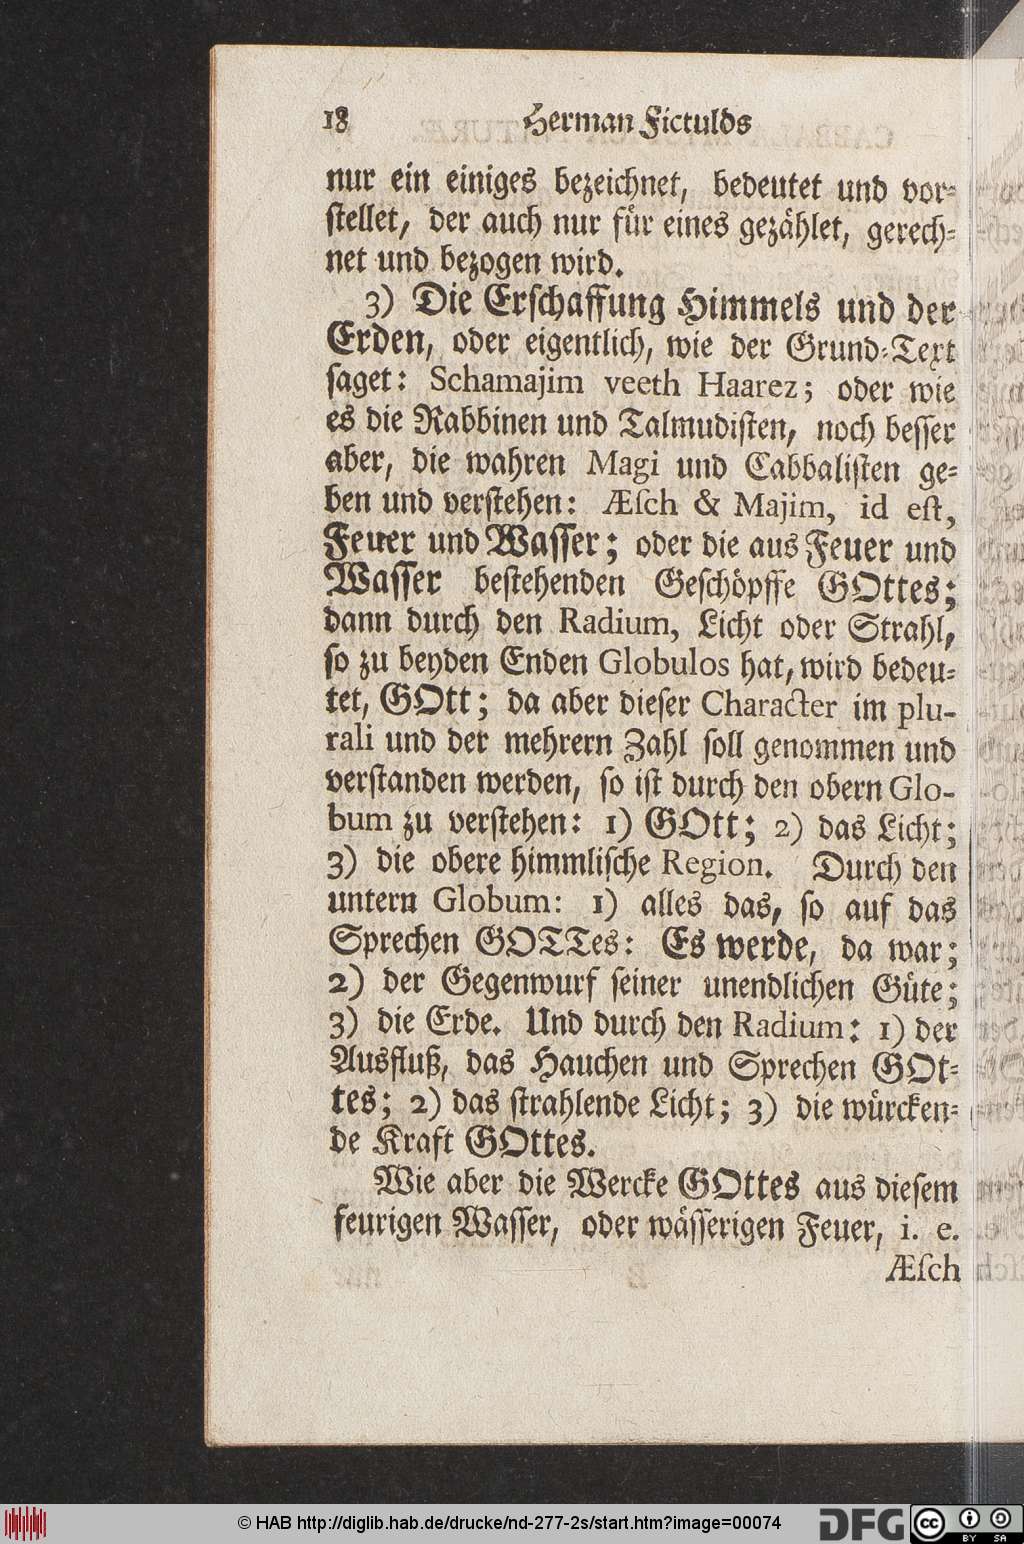 18 Herman Fictulds
nur ein einiges bezeichnet, bedeutet und vor-
stellet, der auch nur für eines gezählet, gerech-
net und bezogen wird.
3) Die Erschaffung Himmels und der
Erden, oder eigentlich, wie der Grund-Text
saget: Schamajim veeth Haarez; oder wie
es die Rabbinen und Talmudisten, noch besser
aber, die wahren Magi und Cabbalisten ge-
ben und verstehen: Æsch & Majim, id est,
Feuer und Wasser; oder die aus Feuer und
Wasser bestehenden Geschöpffe GOttes;
dann durch den Radium, Licht oder Strahl,
so zu beyden Enden Globulos hat, wird bedeu-
tet, GOtt; da aber dieser Character im plu-
rali und der mehrern Zahl soll genommen und
verstanden werden, so ist durch den obern Glo-
bum zu verstehen: 1) GOtt; 2) das Licht;
3) die obere himmlische Region. Durch den
untern Globum: 1) alles das, so auf das
Sprechen GOTTes: Es werde, da war;
2) der Gegenwurf seiner unendlichen Güte;
3) die Erde. Und durch den Radium: 1) der
Ausfluß, das Hauchen und Sprechen GOt-
tes; 2) das strahlende Licht; 3) die würcken-
de Kraft GOttes.
Wie aber die Wercke GOttes aus diesem
feurigen Wasser, oder wässerigen Feuer, i. e.
Æsch
© HAB http://diglib.hab.de/drucke/nd-277-2s/start.htm?image=00074
DFG
cc BY SA